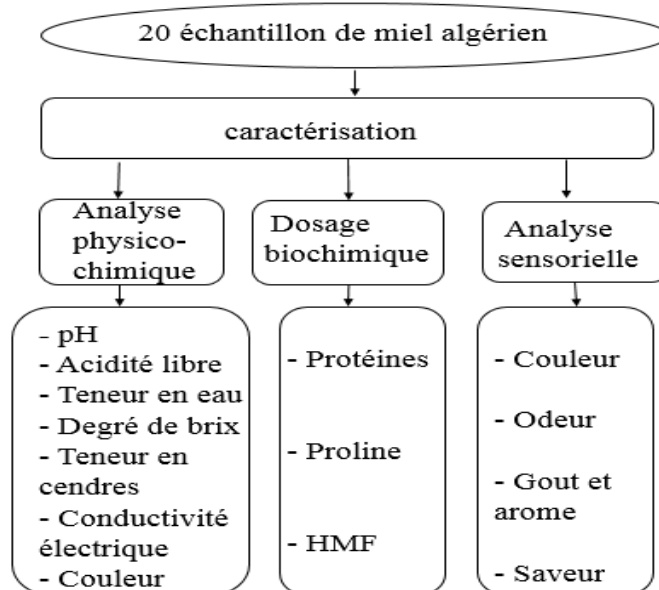 20 échantillon de miel algérien
caractérisation
Analyse
physico-
chimique
Dosage
biochimique
Analyse
sensorielle
- pH
- Acidité libre
- Teneur en eau
- Degré de brix
- Teneur en
cendres
- Conductivité
électrique
- Couleur
- Protéines
- Proline
- HMF
- Couleur
- Odeur
- Gout et
arome
- Saveur